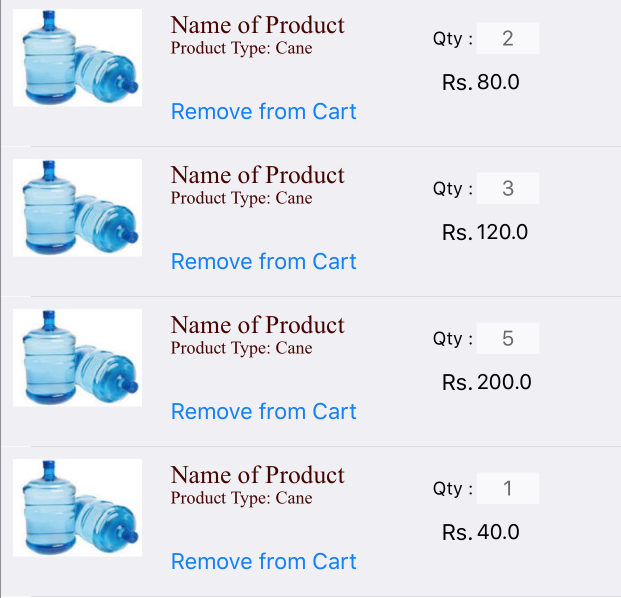 Name of Product
Product Type: Cane
Qty : 2
Rs. 80.0
Remove from Cart
Name of Product
Product Type: Cane
Qty : 3
Rs. 120.0
Remove from Cart
Name of Product
Product Type: Cane
Qty : 5
Rs. 200.0
Remove from Cart
Name of Product
Product Type: Cane
Qty : 1
Rs. 40.0
Remove from Cart